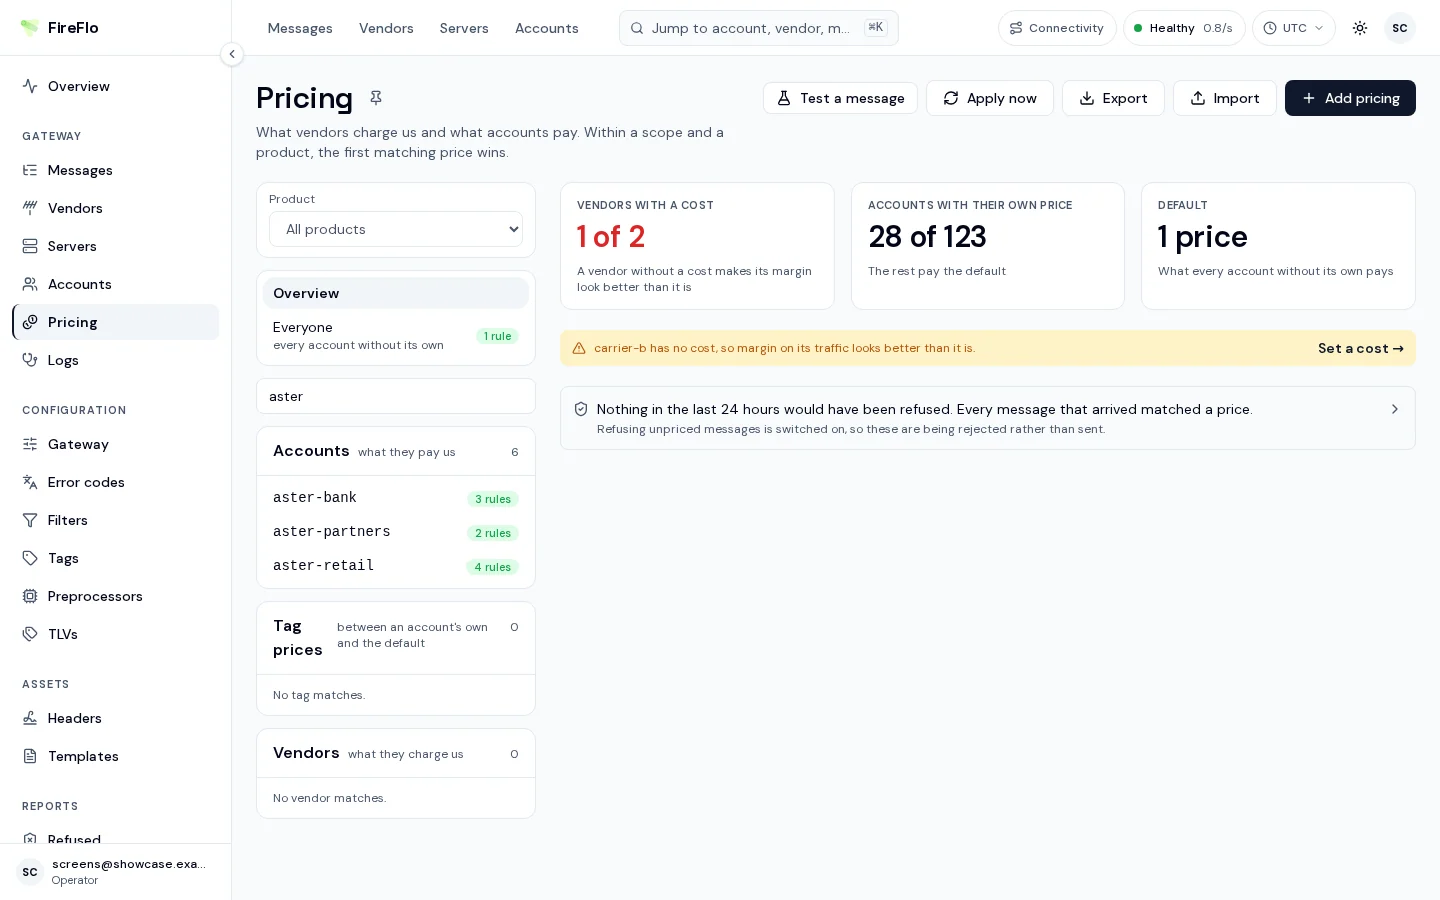 FireFlo
Messages
Vendors
Servers
Accounts
Jump to account, vendor, m...
⌘K
Connectivity
Healthy 0.8/s
UTC
SC
Overview
GATEWAY
Messages
Vendors
Servers
Accounts
Pricing
Logs
CONFIGURATION
Gateway
Error codes
Filters
Tags
Preprocessors
TLVs
ASSETS
Headers
Templates
REPORTS
Refused
SC
screens@showcase.exa...
Operator
Pricing
What vendors charge us and what accounts pay. Within a scope and a
product, the first matching price wins.
Test a message
Apply now
Export
Import
Add pricing
Product
All products
Overview
Everyone
every account without its own
1 rule
aster
Accounts what they pay us 6
aster-bank 3 rules
aster-partners 2 rules
aster-retail 4 rules
Tag
prices
between an account's own
and the default
0
No tag matches.
Vendors what they charge us 0
No vendor matches.
VENDORS WITH A COST
1 of 2
A vendor without a cost makes its margin
look better than it is
ACCOUNTS WITH THEIR OWN PRICE
28 of 123
The rest pay the default
DEFAULT
1 price
What every account without its own pays
carrier-b has no cost, so margin on its traffic looks better than it is.
Set a cost →
Nothing in the last 24 hours would have been refused. Every message that arrived matched a price.
Refusing unpriced messages is switched on, so these are being rejected rather than sent.